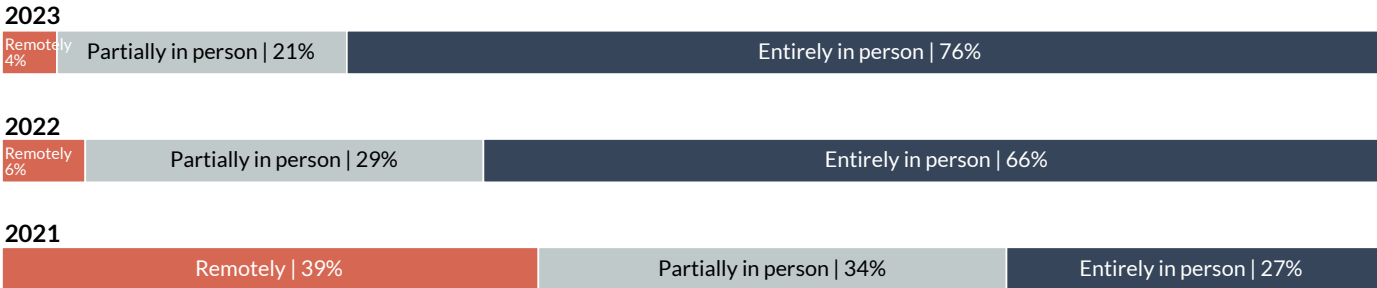 2023
Remotely
4%
Partially in person | 21%
Entirely in person | 76%
2022
Remotely
6%
Partially in person | 29%
Entirely in person | 66%
2021
Remotely | 39%
Partially in person | 34%
Entirely in person | 27%